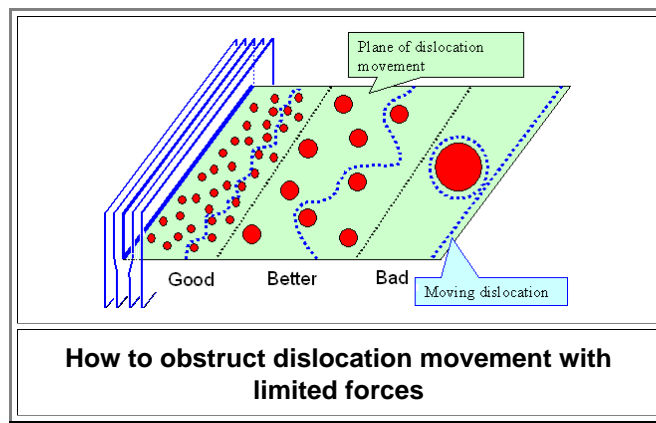 Plane of dislocation
movement
Good Better Bad
Moving dislocation
How to obstruct dislocation movement with
limited forces